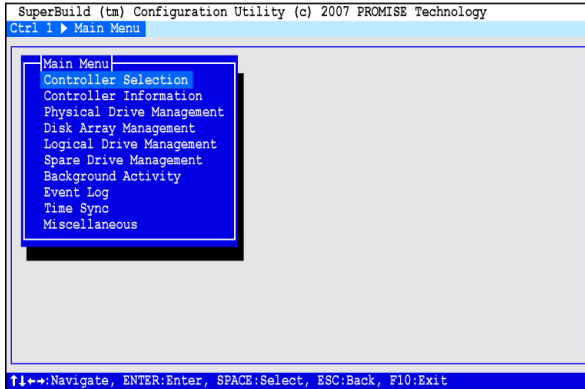 SuperBuild (tm) Configuration Utility (c) 2007 PROMISE Technology
Ctrl 1 ▶ Main Menu
Main Menu
Controller Selection
Controller Information
Physical Drive Management
Disk Array Management
Logical Drive Management
Spare Drive Management
Background Activity
Event Log
Time Sync
Miscellaneous
↑↓←→:Navigate, ENTER:Enter, SPACE:Select, ESC:Back, F10:Exit